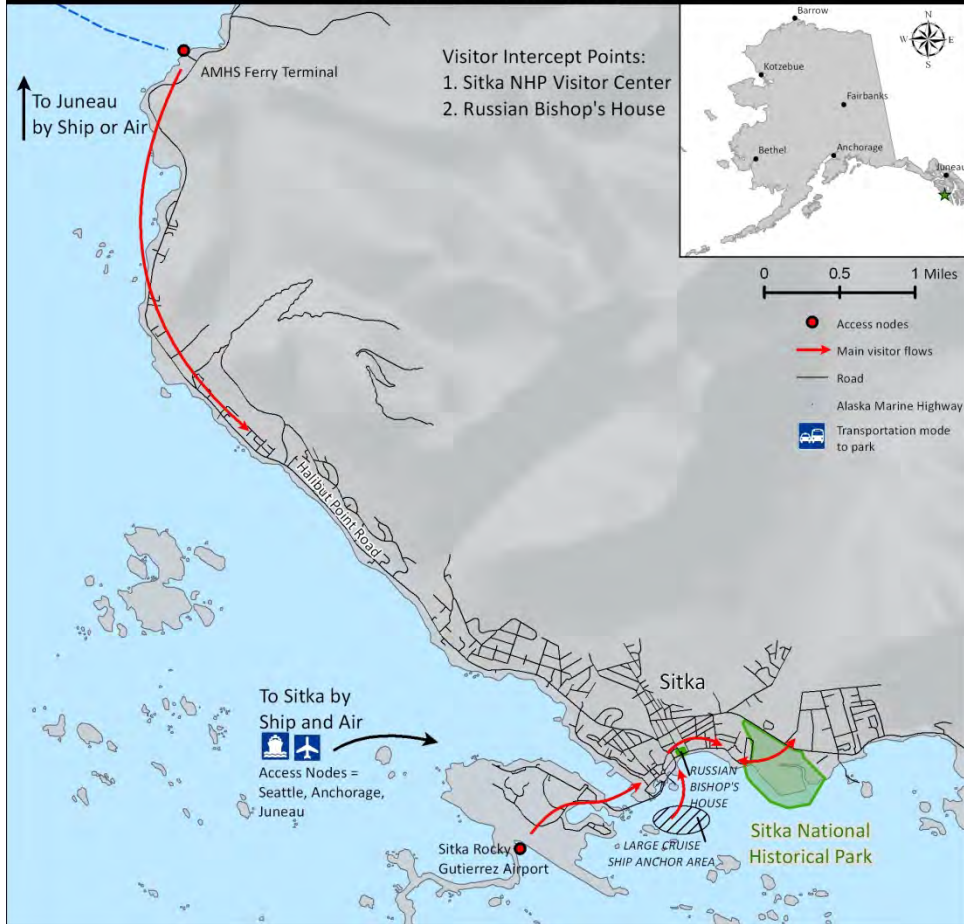 AMHS Ferry Terminal
To Juneau
by Ship or Air
Visitor Intercept Points:
1. Sitka NHP Visitor Center
2. Russian Bishop's House
Barrow
Kotzebue
Fairbanks
Bethel
Anchorage
Juneau
N
W
E
S
0 0.5 1 Miles
Access nodes
Main visitor flows
Road
Alaska Marine Highway
Transportation mode
to park
Halibut Point Road
Sitka
To Sitka by
Ship and Air
Access Nodes =
Seattle, Anchorage,
Juneau
RUSSIAN
BISHOP'S
HOUSE
LARGE CRUISE
SHIP ANCHOR AREA
Sitka Rocky
Gutierrez Airport
Sitka National
Historical Park